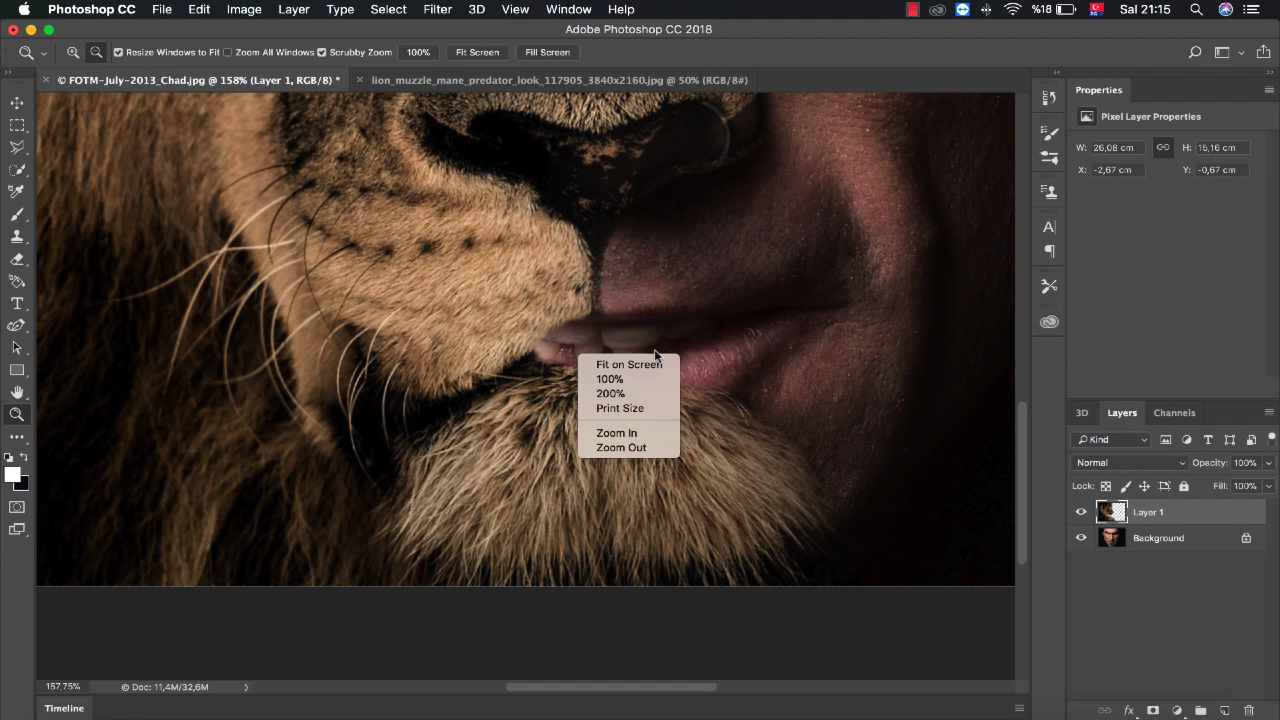 Photoshop CC File Edit Image Layer Type Select Filter 3D View Window Help %18 Sal 21:15
Adobe Photoshop CC 2018
Resize Windows to Fit Zoom All Windows Scrubby Zoom 100% Fit Screen Fill Screen
© FOTM-July-2013_Chad.jpg @ 158% (Layer 1, RGB/8) * lion_muzzle_mane_predator_look_117905_3840x2160.jpg @ 50% (RGB/8#)
Properties
Pixel Layer Properties
W: 26,08 cm H: 15,16 cm
X: -2,67 cm Y: -0,67 cm
Fit on Screen
100%
200%
Print Size
Zoom In
Zoom Out
3D Layers Channels
Kind
Normal Opacity: 100%
Lock: Fill: 100%
Layer 1
Background
157,75% Doc: 11,4M/32,6M
Timeline